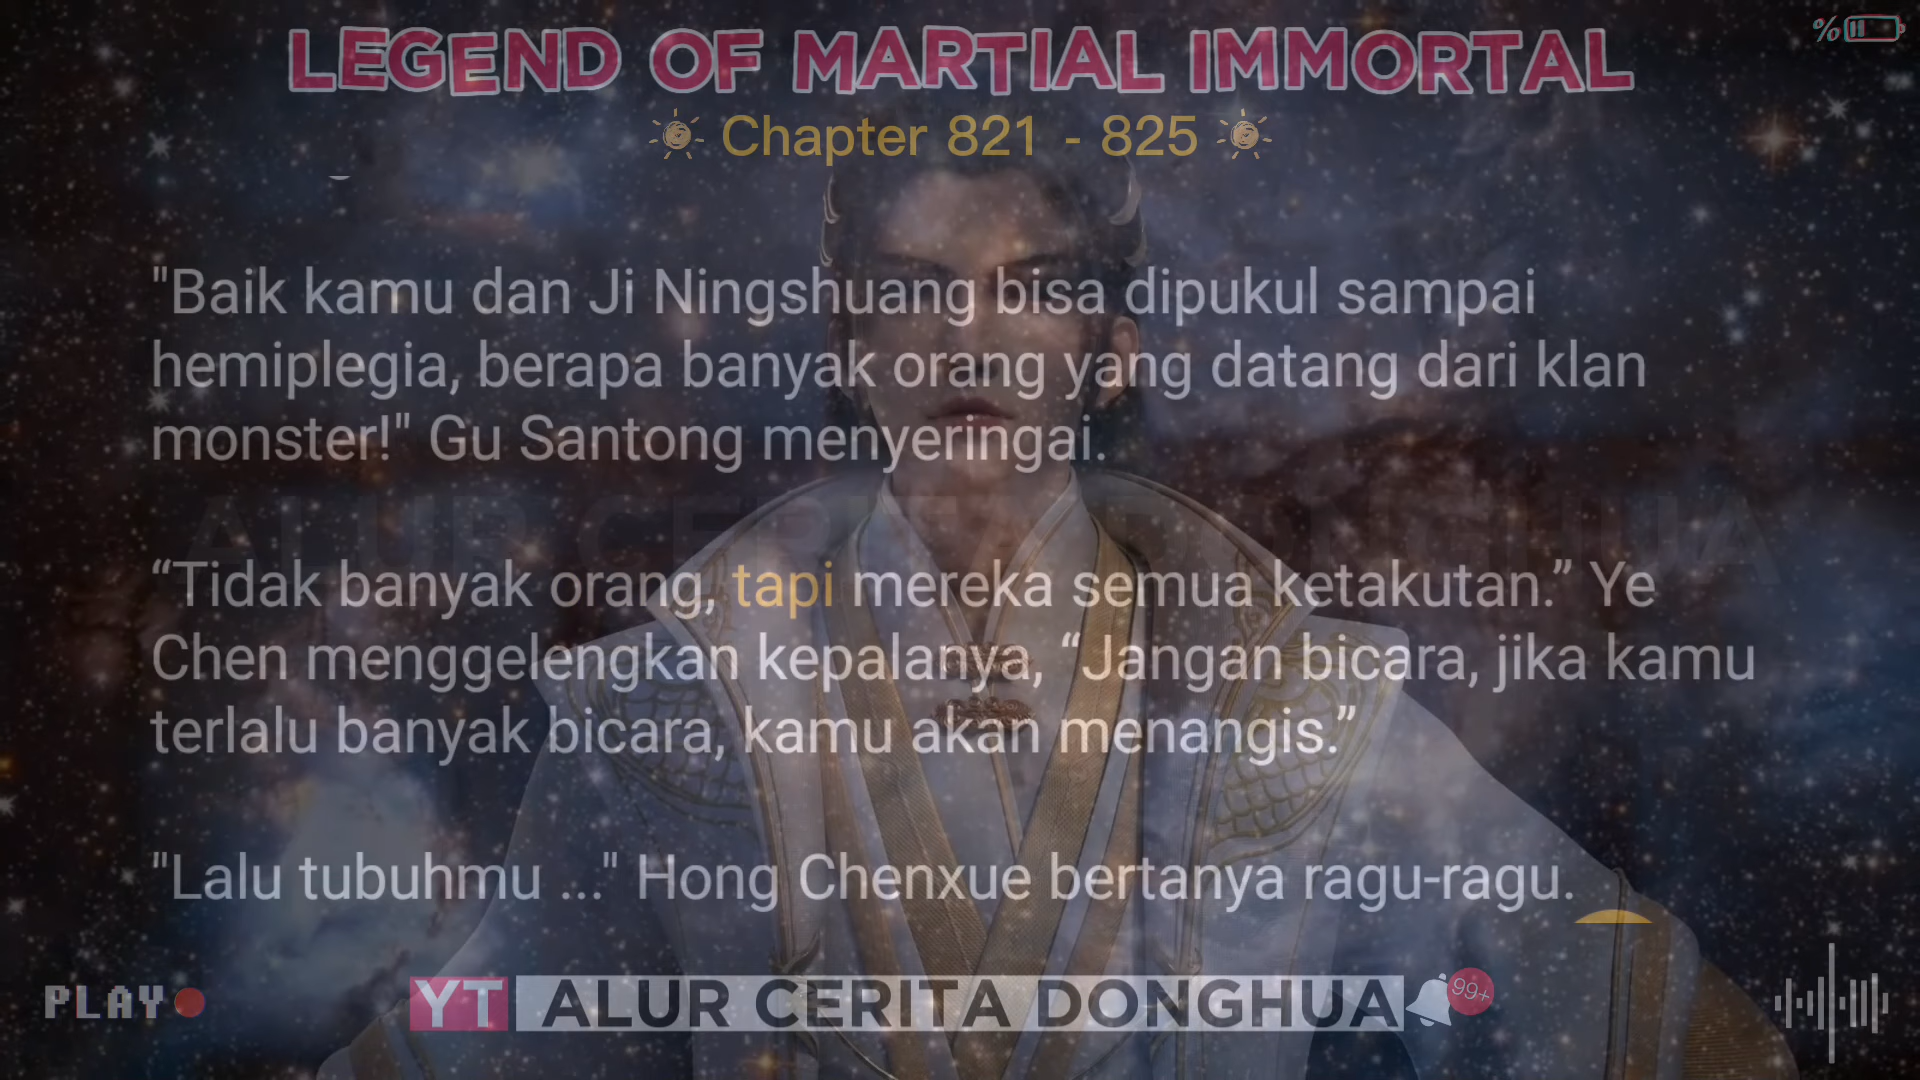 LEGEND OF MARTIAL IMMORTAL
%
Chapter 821 - 825
"Baik kamu dan Ji Ningshuang bisa dipukul sampai
hemiplegia, berapa banyak orang yang datang dari klan
monster!" Gu Santong menyeringai.
ALUR CERITA DONGHUA
“Tidak banyak orang, tapi mereka semua ketakutan.” Ye
Chen menggelengkan kepalanya, “Jangan bicara, jika kamu
terlalu banyak bicara, kamu akan menangis.”
"Lalu tubuhmu ..." Hong Chenxue bertanya ragu-ragu.
PLAY
YT ALUR CERITA DONGHUA 99+